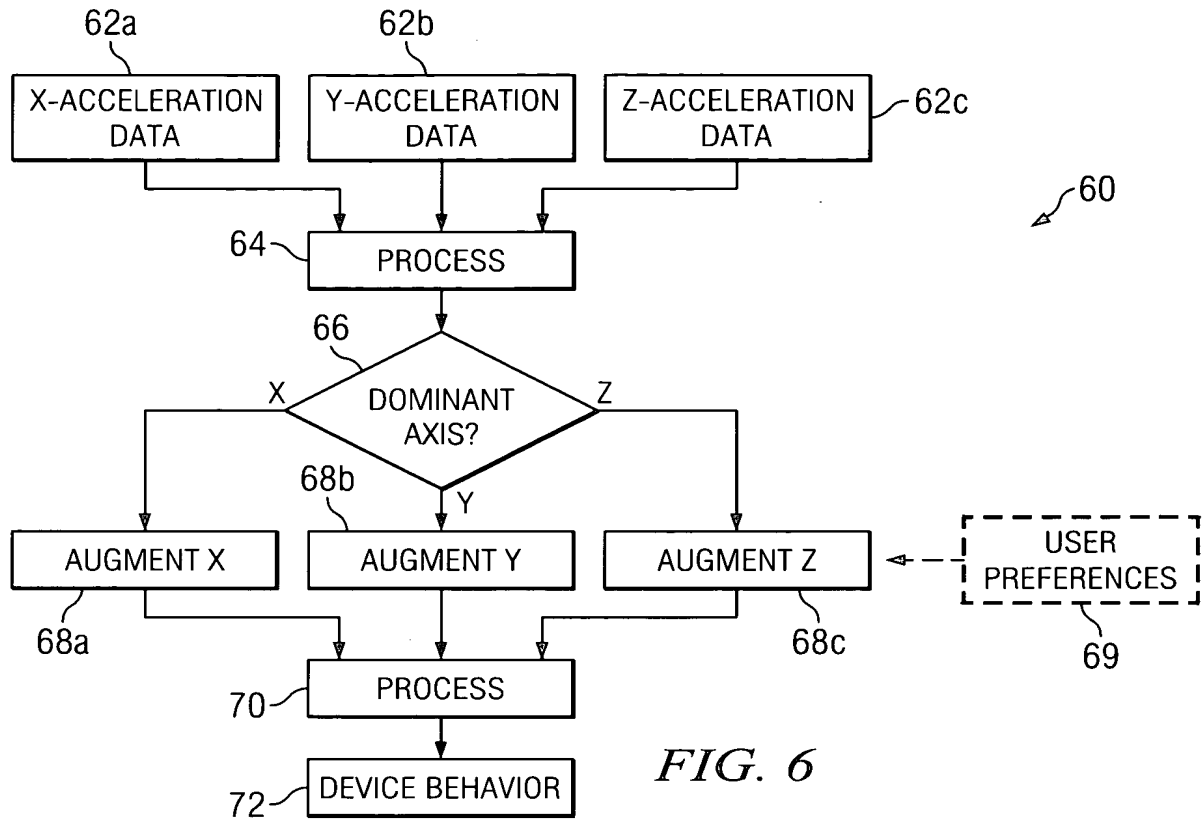 62a
62b
X-ACCELERATION
DATA
Y-ACCELERATION
DATA
Z-ACCELERATION
DATA
62c
60
64
PROCESS
66
X
DOMINANT
AXIS?
Z
Y
68b
AUGMENT X
AUGMENT Y
AUGMENT Z
USER
PREFERENCES
68a
68c
69
PROCESS
70
DEVICE BEHAVIOR
72
FIG. 6